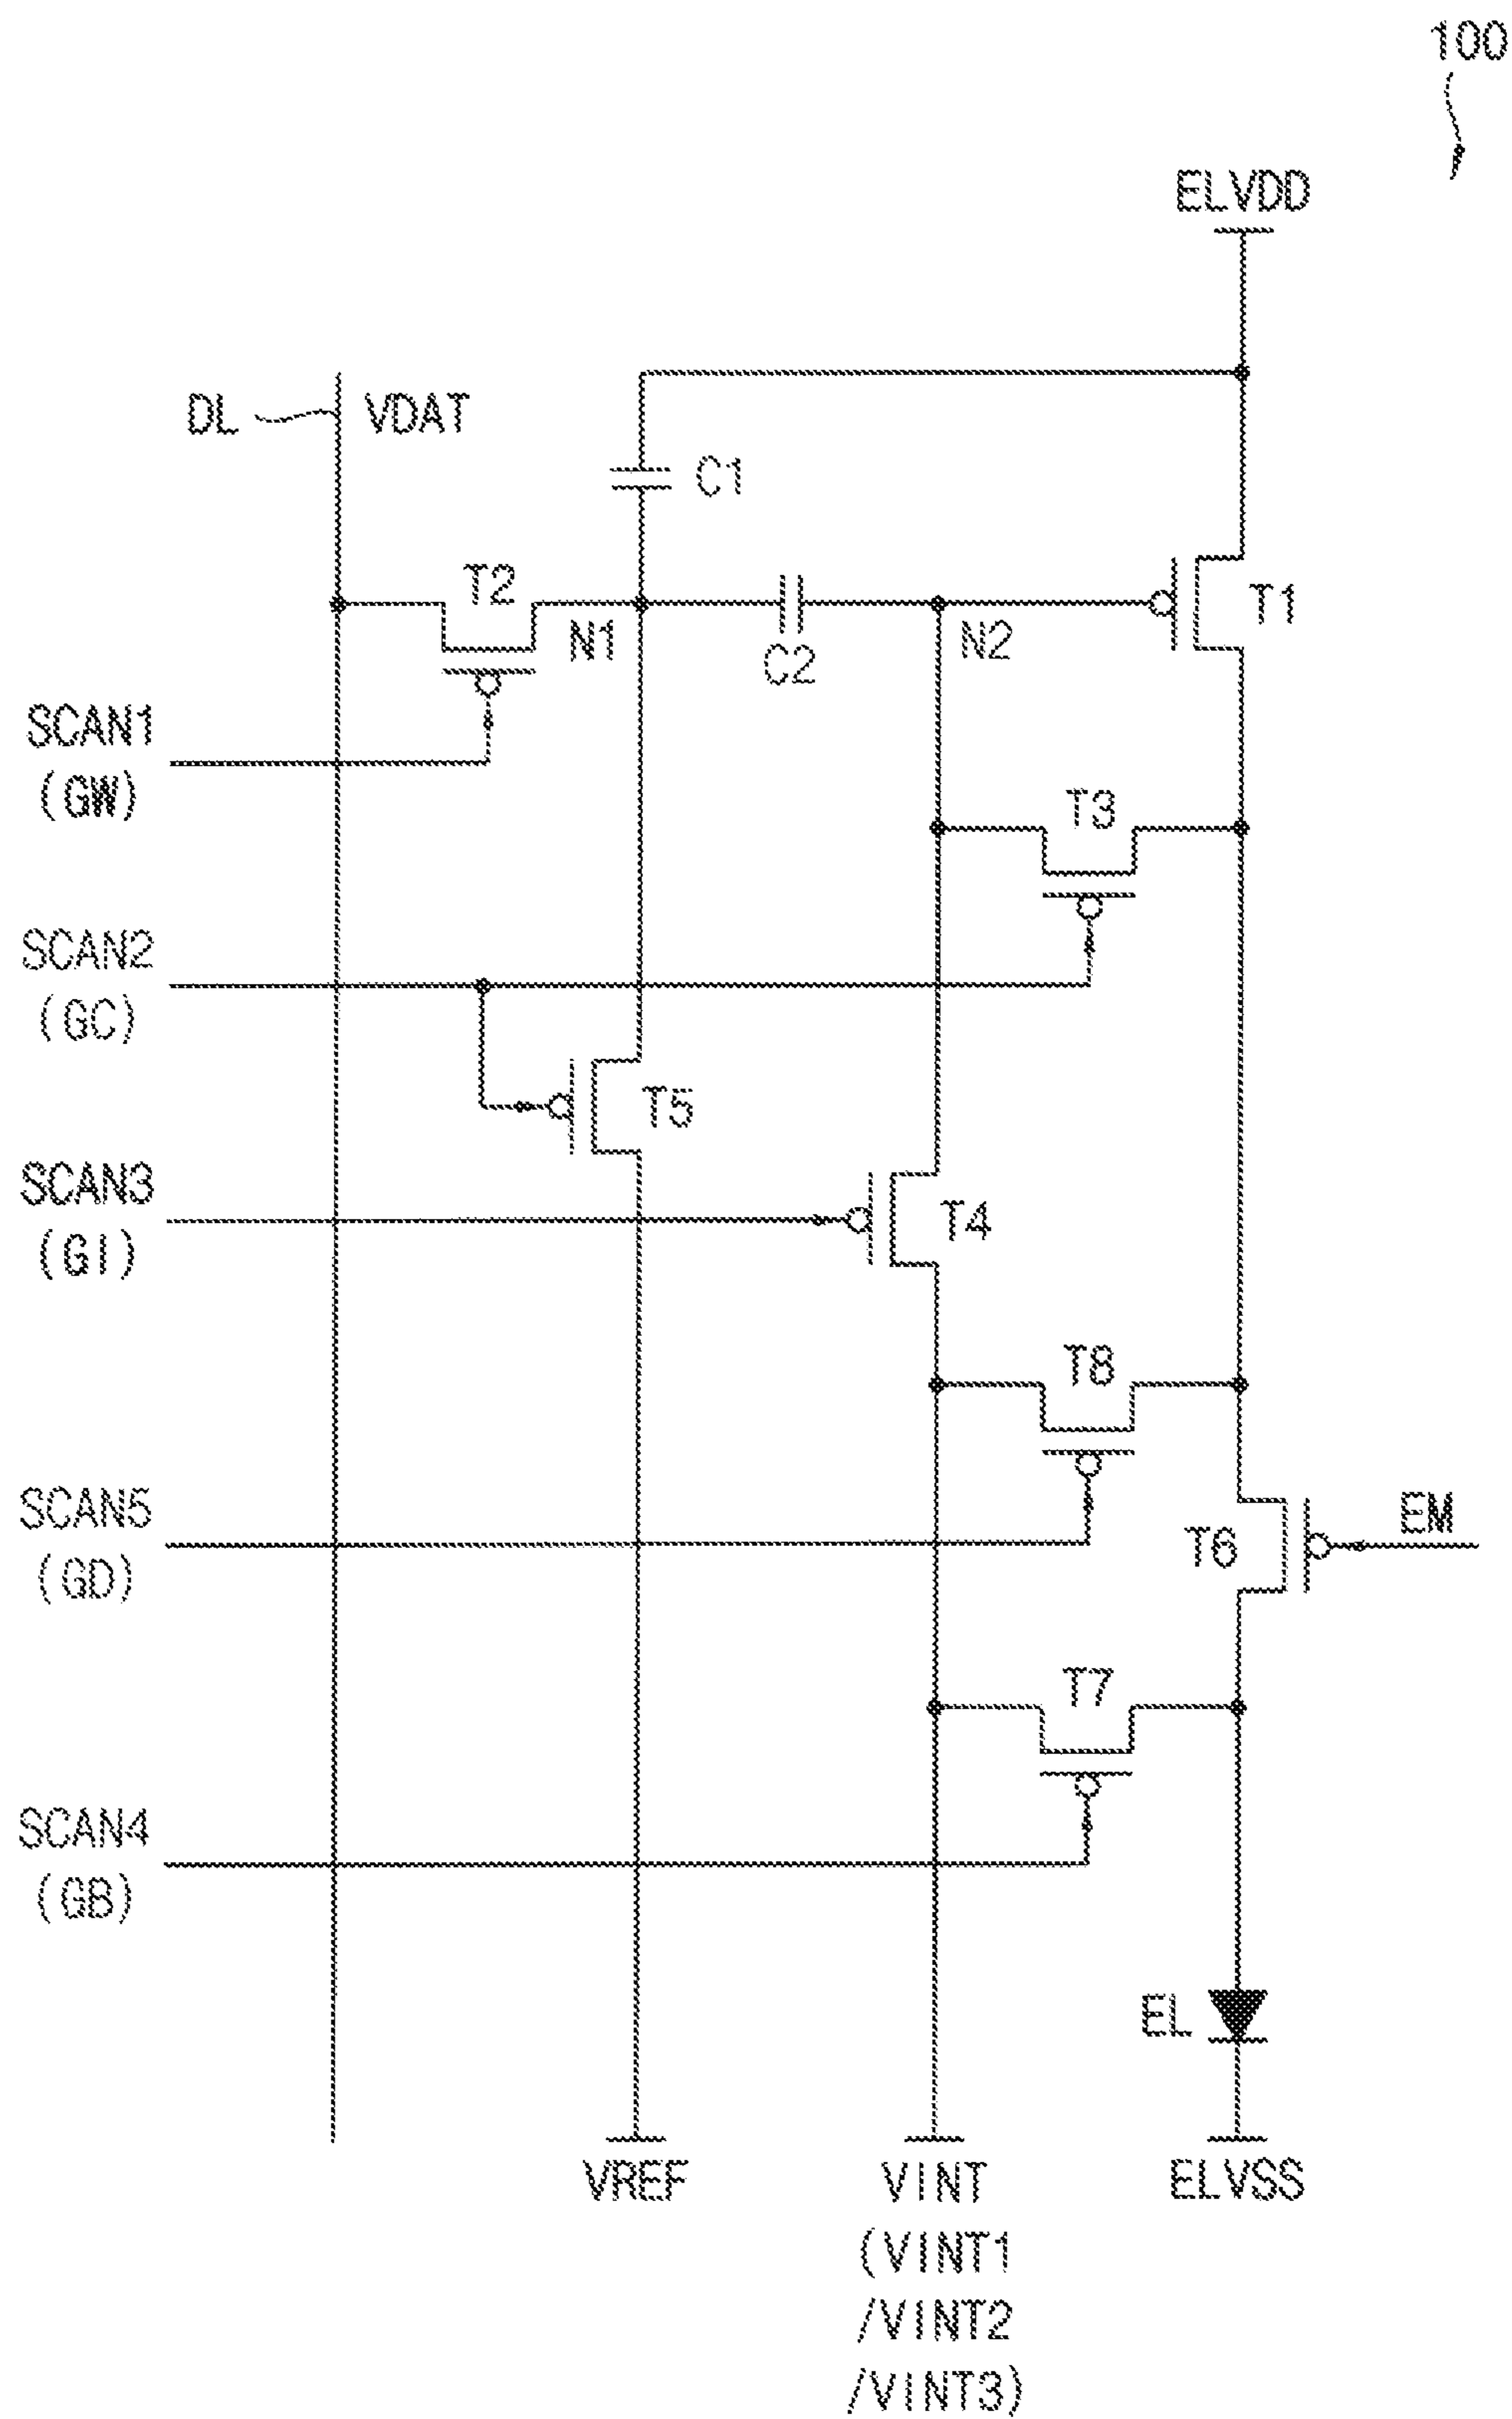 100
ELVDD
DL
VDAT
C1
T2
T1
N1
C2
N2
SCAN1
(GW)
T3
SCAN2
(GC)
T5
SCAN3
(GI)
T4
T8
SCAN5
(GD)
T6
EM
T7
SCAN4
(GB)
EL
VREF
VINT
(VINT1
/VINT2
/VINT3)
ELVSS